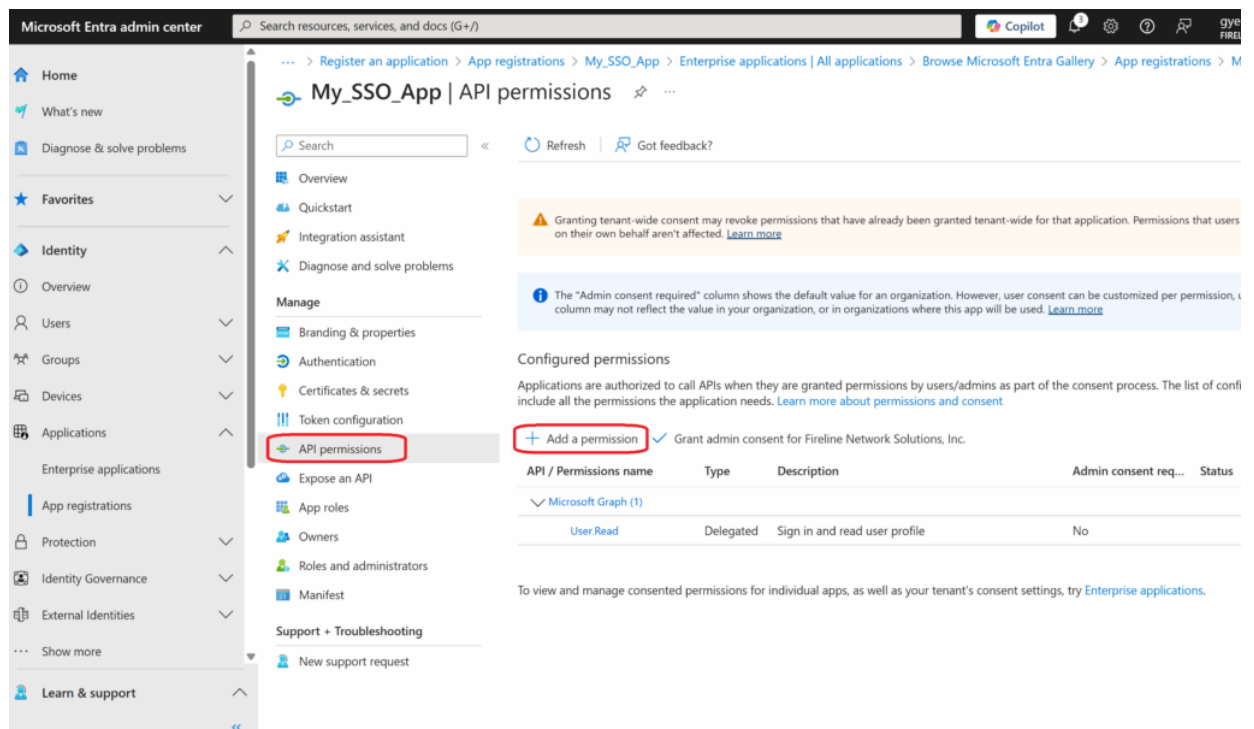 Microsoft Entra admin center
Search resources, services, and docs (G+/)
Copilot
3
gye
FIREL
Home
What's new
Diagnose & solve problems
Favorites
Identity
Overview
Users
Groups
Devices
Applications
Enterprise applications
App registrations
Protection
Identity Governance
External Identities
... Show more
Learn & support
... > Register an application > App registrations > My_SSO_App > Enterprise applications | All applications > Browse Microsoft Entra Gallery > App registrations > M
My_SSO_App | API permissions ...
Search
Overview
Quickstart
Integration assistant
Diagnose and solve problems
Manage
Branding & properties
Authentication
Certificates & secrets
Token configuration
API permissions
Expose an API
App roles
Owners
Roles and administrators
Manifest
Support + Troubleshooting
New support request
Refresh | Got feedback?
Granting tenant-wide consent may revoke permissions that have already been granted tenant-wide for that application. Permissions that users
on their own behalf aren't affected. Learn more
The "Admin consent required" column shows the default value for an organization. However, user consent can be customized per permission, u
column may not reflect the value in your organization, or in organizations where this app will be used. Learn more
Configured permissions
Applications are authorized to call APIs when they are granted permissions by users/admins as part of the consent process. The list of confi
include all the permissions the application needs. Learn more about permissions and consent
Add a permission Grant admin consent for Fireline Network Solutions, Inc.
API / Permissions name Type Description Admin consent req... Status
Microsoft Graph (1)
User.Read Delegated Sign in and read user profile No
To view and manage consented permissions for individual apps, as well as your tenant's consent settings, try Enterprise applications.